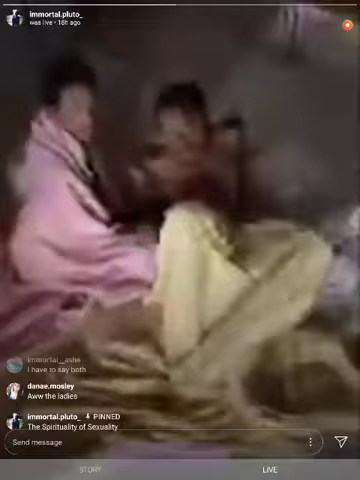 immortal.pluto_
was live • 18h ago
immortal__ashe
I have to say both
danae.mosley
Aww the ladies
immortal.pluto_ PINNED
The Spirituality of Sexuality
Send message
STORY LIVE